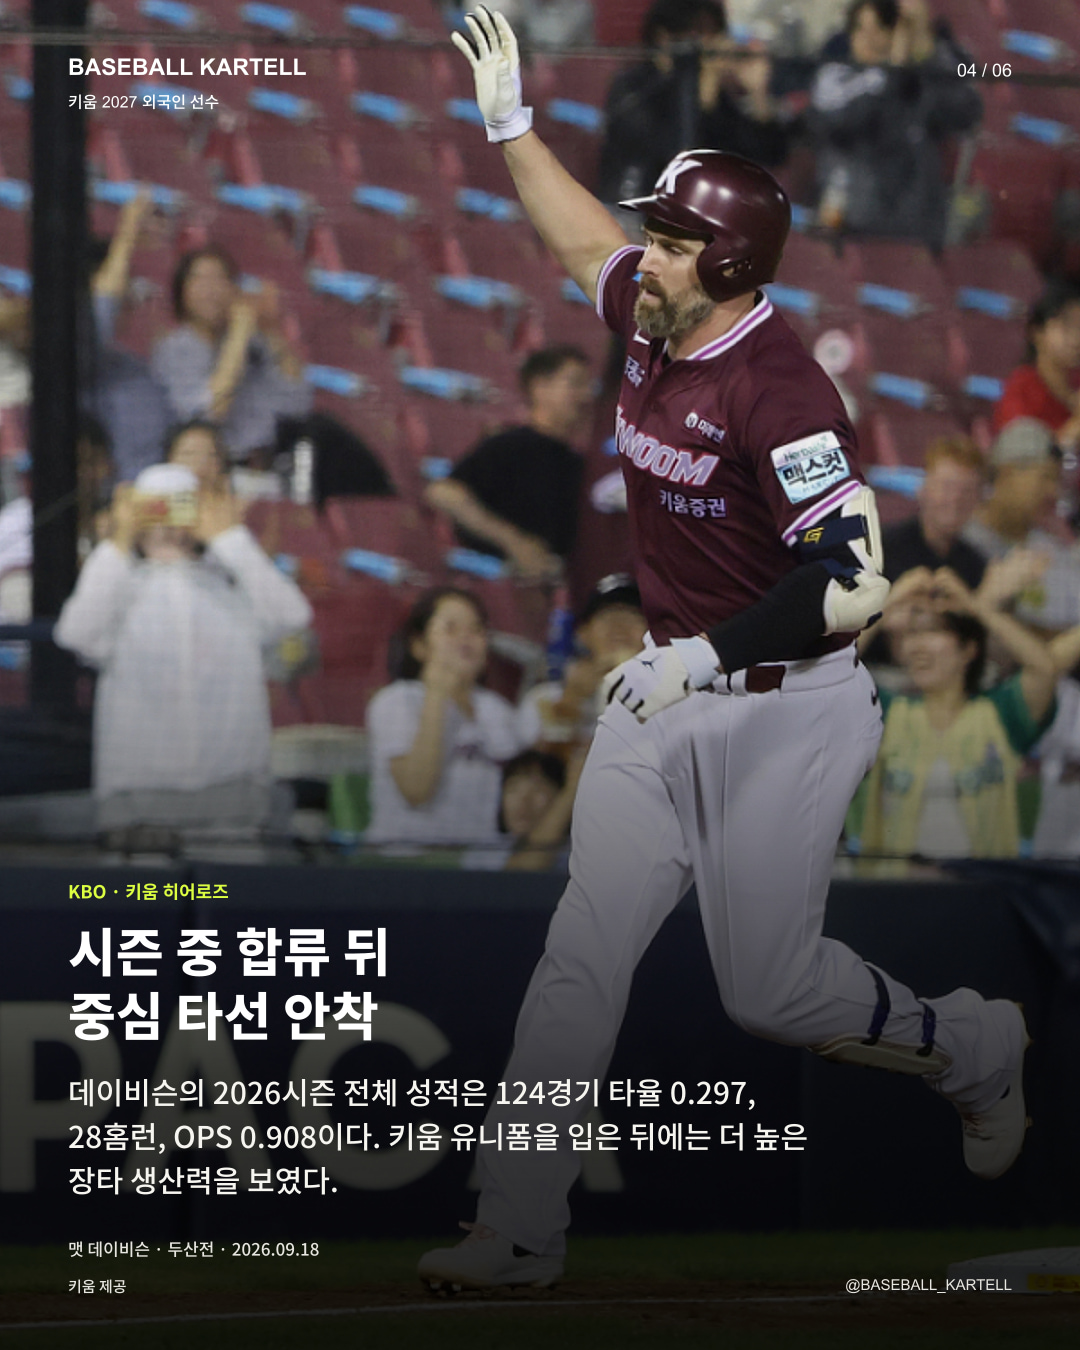 BASEBALL KARTELL
04 / 06
키움 2027 외국인 선수
K
키움증권
맥스컷
KBO · 키움 히어로즈
시즌 중 합류 뒤
중심 타선 안착
데이비슨의 2026시즌 전체 성적은 124경기 타율 0.297,
28홈런, OPS 0.908이다. 키움 유니폼을 입은 뒤에는 더 높은
장타 생산력을 보였다.
맷 데이비슨 · 두산전 · 2026.09.18
키움 제공
@BASEBALL_KARTELL